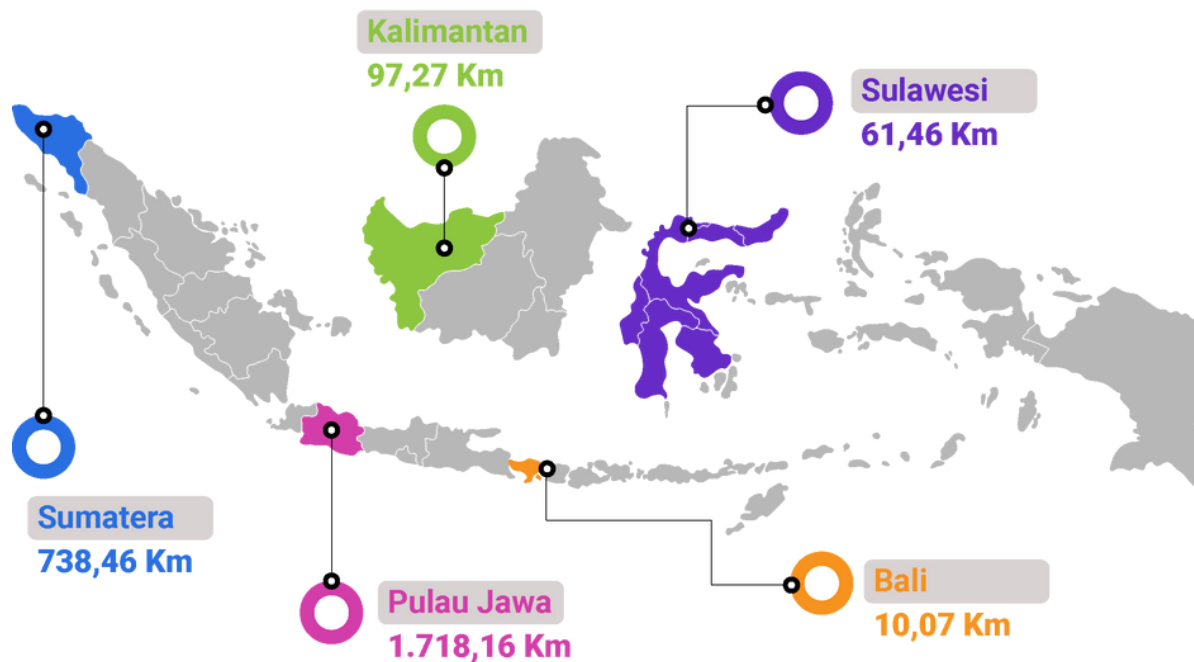 Kalimantan
97,27 Km
Sulawesi
61,46 Km
Sumatera
738,46 Km
Pulau Jawa
1.718,16 Km
Bali
10,07 Km